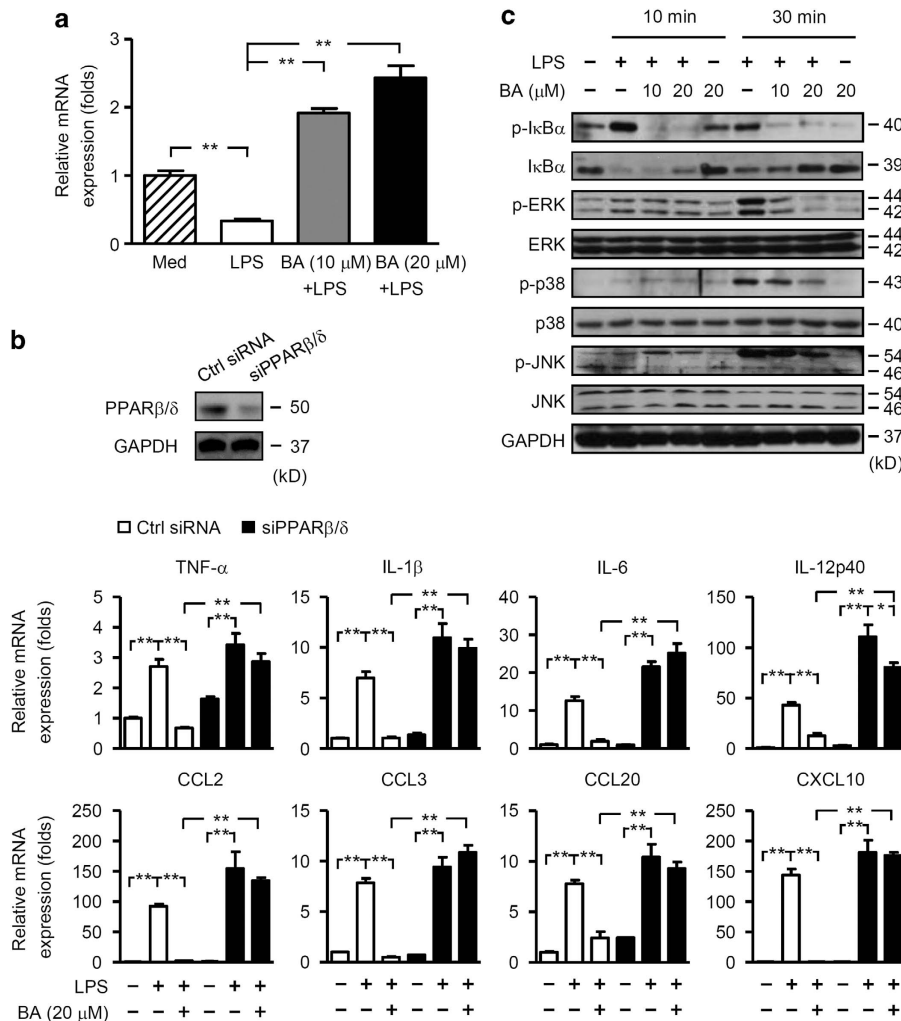 a
Relative mRNA
expression (folds)
3
2
1
0
**
**
**
Med
LPS
BA (10 μM)
+LPS
BA (20 μM)
+LPS
b
Ctrl siRNA
siPPARβ/δ
PPARβ/δ
50
GAPDH
37
(kD)
c
10 min
30 min
LPS
– + + + – + + + –
BA (μM)
– – 10 20 20 – 10 20 20
p-IκBα
40
IκBα
39
p-ERK
44
42
ERK
44
42
p-p38
43
p38
40
p-JNK
54
46
JNK
54
46
GAPDH
37
(kD)
Ctrl siRNA
siPPARβ/δ
Relative mRNA
expression (folds)
TNF-α
5
4
3
2
1
0
** **
**
**
IL-1β
15
10
5
0
** **
**
**
IL-6
40
30
20
10
0
** **
**
**
IL-12p40
150
100
50
0
** **
**
** *
Relative mRNA
expression (folds)
CCL2
250
200
150
100
50
0
** **
**
**
CCL3
15
10
5
0
** **
**
**
CCL20
15
10
5
0
** **
**
**
CXCL10
250
200
150
100
50
0
** **
**
**
LPS
– + + – + +
– + + – + +
– + + – + +
– + + – + +
BA (20 μM)
– – + – – +
– – + – – +
– – + – – +
– – + – – +